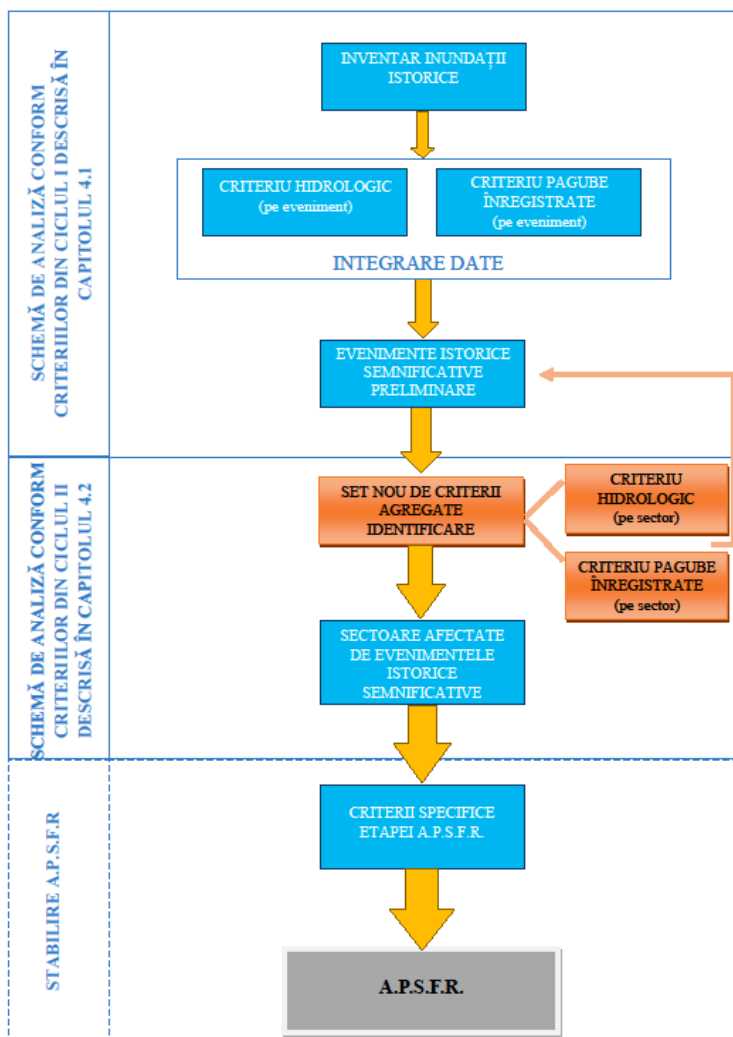 SCHEMĂ DE ANALIZĂ CONFORM
CRITERIILOR DIN CICLUL I DESCRISĂ ÎN
CAPITOLUL 4.1
INVENTAR INUNDAȚII
ISTORICE
CRITERIU HIDROLOGIC
(pe eveniment)
CRITERIU PAGUBE
ÎNREGISTRATE
(pe eveniment)
INTEGRARE DATE
EVENIMENTE ISTORICE
SEMNIFICATIVE
PRELIMINARE
SCHEMĂ DE ANALIZĂ CONFORM
CRITERIILOR DIN CICLUL II
DESCRISĂ ÎN CAPITOLUL 4.2
SET NOU DE CRITERII
AGREGATE
IDENTIFICARE
CRITERIU
HIDROLOGIC
(pe sector)
CRITERIU PAGUBE
ÎNREGISTRATE
(pe sector)
SECTOARE AFECTATE
DE EVENIMENTELE
ISTORICE
SEMNIFICATIVE
STABILIRE A.P.S.F.R
CRITERII SPECIFICE
ETAPEI A.P.S.F.R.
A.P.S.F.R.